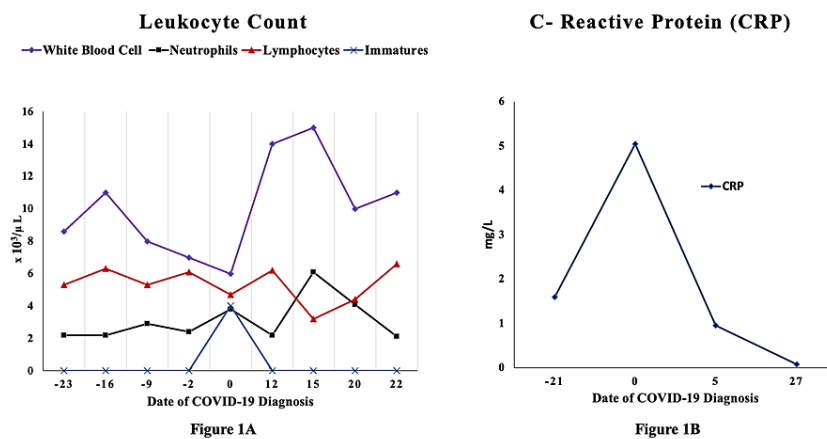 Leukocyte Count
White Blood Cell Neutrophils Lymphocytes Immatures
16
14
12
10
8
6
4
2
0
x 10³/µ L
-23 -16 -9 -2 0 12 15 20 22
Date of COVID-19 Diagnosis
Figure 1A
C- Reactive Protein (CRP)
6
5
4
3
2
1
0
mg/L
CRP
-21 0 5 27
Date of COVID-19 Diagnosis
Figure 1B